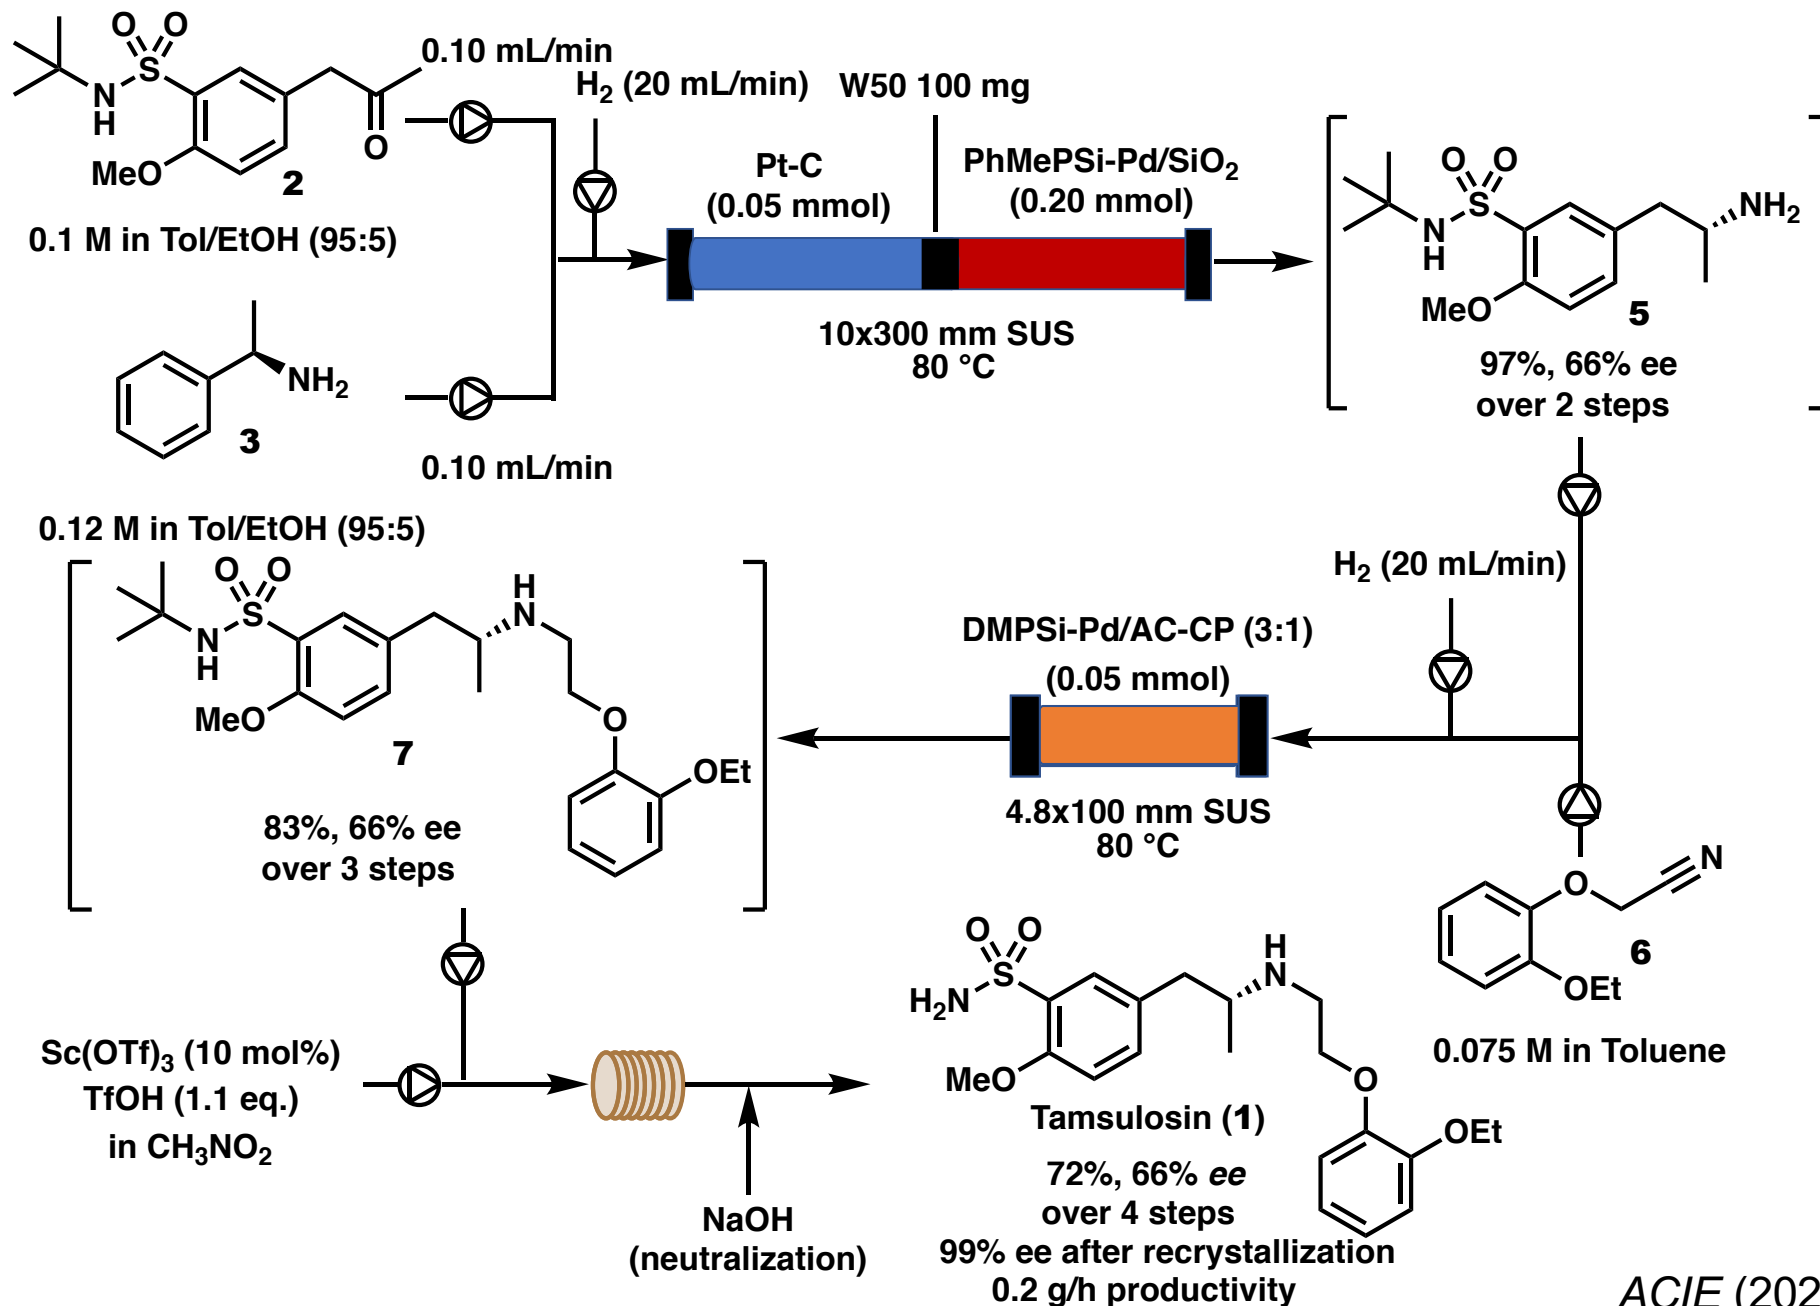 O O
S
N
H
MeO
O
2
0.10 mL/min
H₂ (20 mL/min)
W50 100 mg
Pt-C
(0.05 mmol)
PhMePSi-Pd/SiO₂
(0.20 mmol)
0.1 M in Tol/EtOH (95:5)
10x300 mm SUS
80 °C
O O
S
N
H
MeO
NH₂
5
97%, 66% ee
over 2 steps
NH₂
3
0.10 mL/min
0.12 M in Tol/EtOH (95:5)
H₂ (20 mL/min)
DMPSi-Pd/AC-CP (3:1)
(0.05 mmol)
4.8x100 mm SUS
80 °C
O O
S
N
H
MeO
H
N
O
OEt
7
83%, 66% ee
over 3 steps
N
O
OEt
6
0.075 M in Toluene
Sc(OTf)₃ (10 mol%)
TfOH (1.1 eq.)
in CH₃NO₂
NaOH
(neutralization)
O O
S
H₂N
MeO
H
N
O
OEt
Tamsulosin (1)
72%, 66% ee
over 4 steps
99% ee after recrystallization
0.2 g/h productivity
ACIE (202